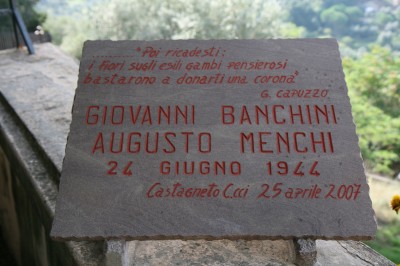 "Poi ricadesti:
i fiori sugli esili gambi pensierosi
bastarono a donarti una corona"
G. CAPUZZO
GIOVANNI BANCHINI
AUGUSTO MENCHI
24 GIUGNO 1944
Castagneto C.cci 25 aprile 2007